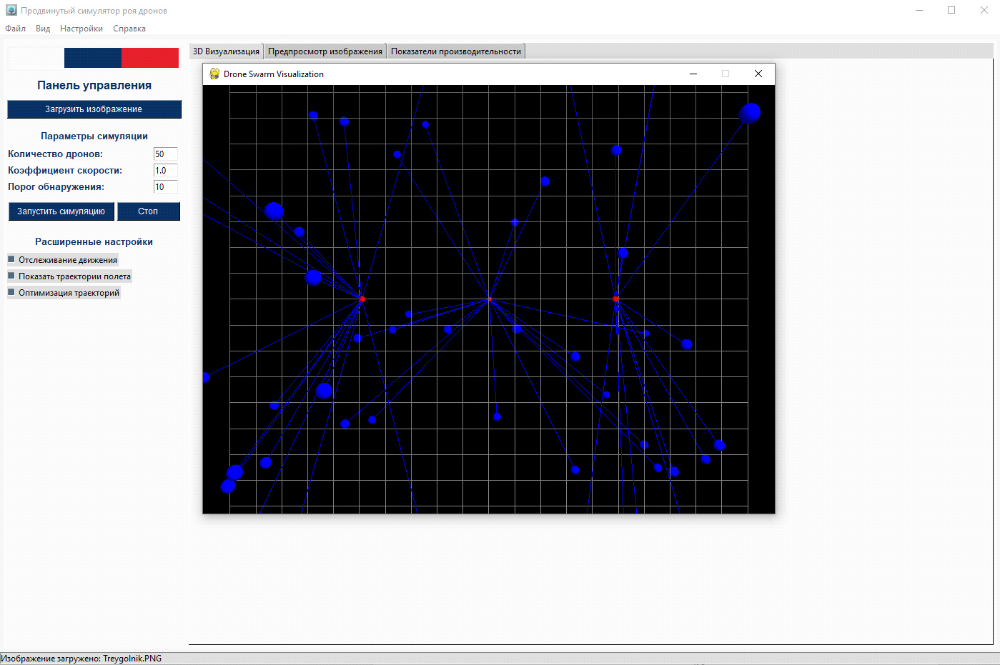 Продвинутый симулятор роя дронов
Файл Вид Настройки Справка
3D Визуализация Предпросмотр изображения Показатели производительности
Drone Swarm Visualization
Панель управления
Загрузить изображение
Параметры симуляции
Количество дронов: 50
Коэффициент скорости: 1.0
Порог обнаружения: 10
Запустить симуляцию Стоп
Расширенные настройки
Отслеживание движения
Показать траектории полета
Оптимизация траекторий
Изображение загружено: Treygolnik.PNG